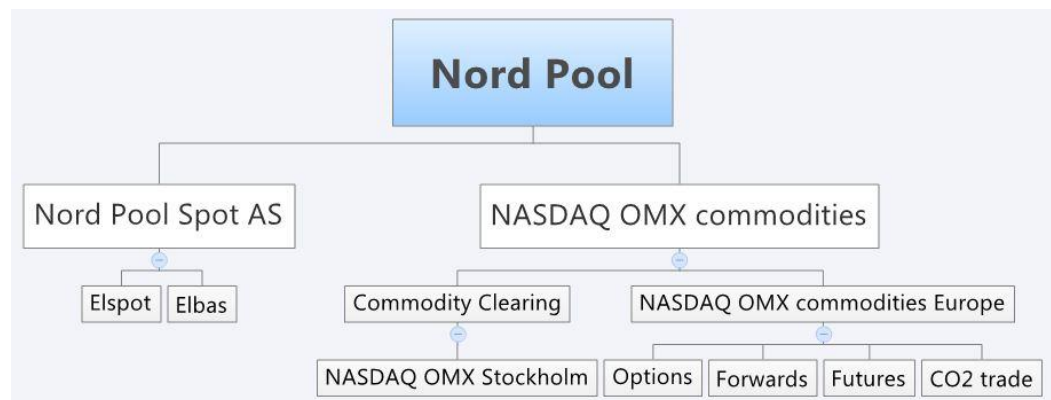 Nord Pool
Nord Pool Spot AS
NASDAQ OMX commodities
Elspot
Elbas
Commodity Clearing
NASDAQ OMX commodities Europe
NASDAQ OMX Stockholm
Options
Forwards
Futures
CO2 trade